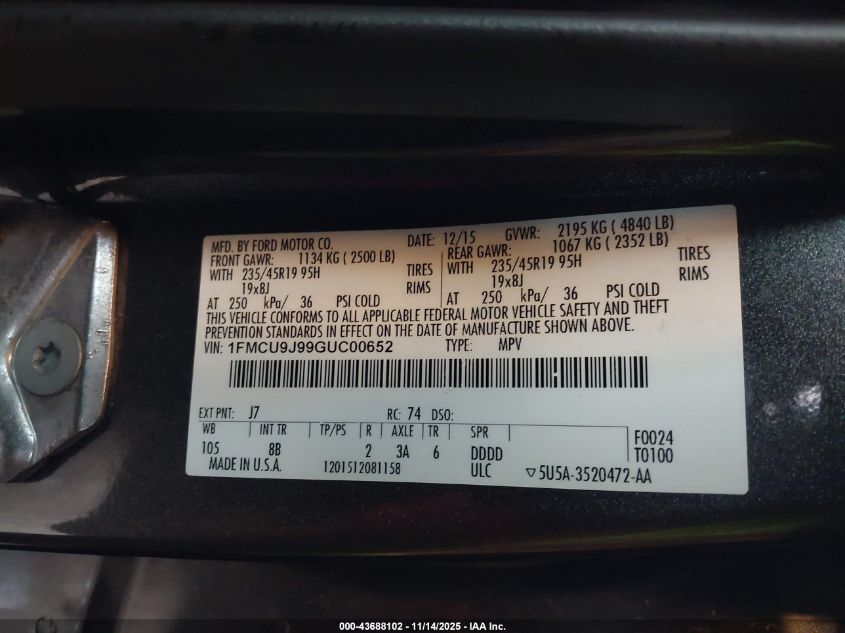 MFD. BY FORD MOTOR CO. DATE: 12/15 GVWR: 2195 KG ( 4840 LB)
FRONT GAWR: 1134 KG ( 2500 LB) REAR GAWR: 1067 KG ( 2352 LB)
WITH 235/45R19 95H TIRES WITH 235/45R19 95H TIRES
19x8J RIMS 19x8J RIMS
AT 250 kPa/ 36 PSI COLD AT 250 kPa/ 36 PSI COLD
THIS VEHICLE CONFORMS TO ALL APPLICABLE FEDERAL MOTOR VEHICLE SAFETY AND THEFT
PREVENTION STANDARDS IN EFFECT ON THE DATE OF MANUFACTURE SHOWN ABOVE.
VIN: 1FMCU9J99GUC00652 TYPE: MPV
EXT PNT: J7 RC: 74 DSO:
WB INT TR TP/PS R AXLE TR SPR F0024
105 8B 2 3A 6 DDDD T0100
MADE IN U.S.A. 1201512081158 ULC ▽5U5A-3520472-AA
000-43688102 - 11/14/2025 - IAA Inc.